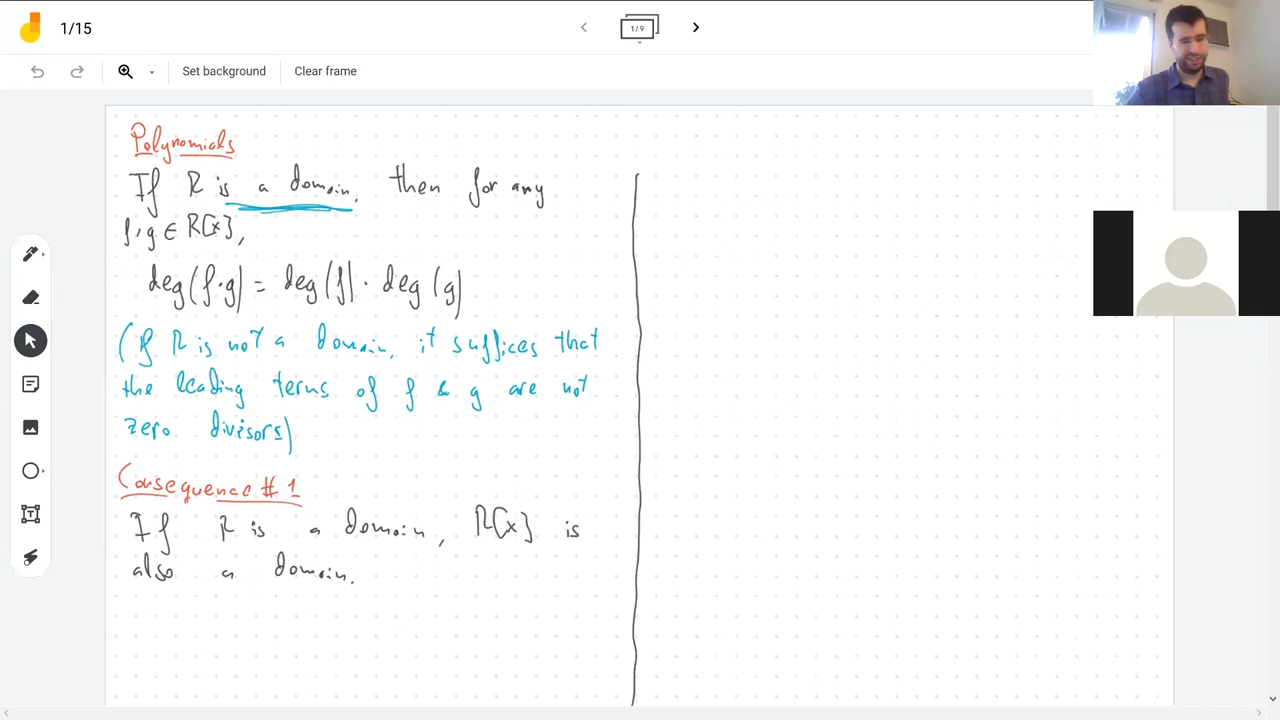 1/15
1/9
Set background
Clear frame
Polynomials
If R is a domain, then for any
f, g ∈ R[x],
deg(f·g) = deg(f) · deg(g)
(If R is not a domain, it suffices that
the leading terms of f & g are not
zero divisors)
Consequence #1
If R is a domain, R[x] is
also a domain.